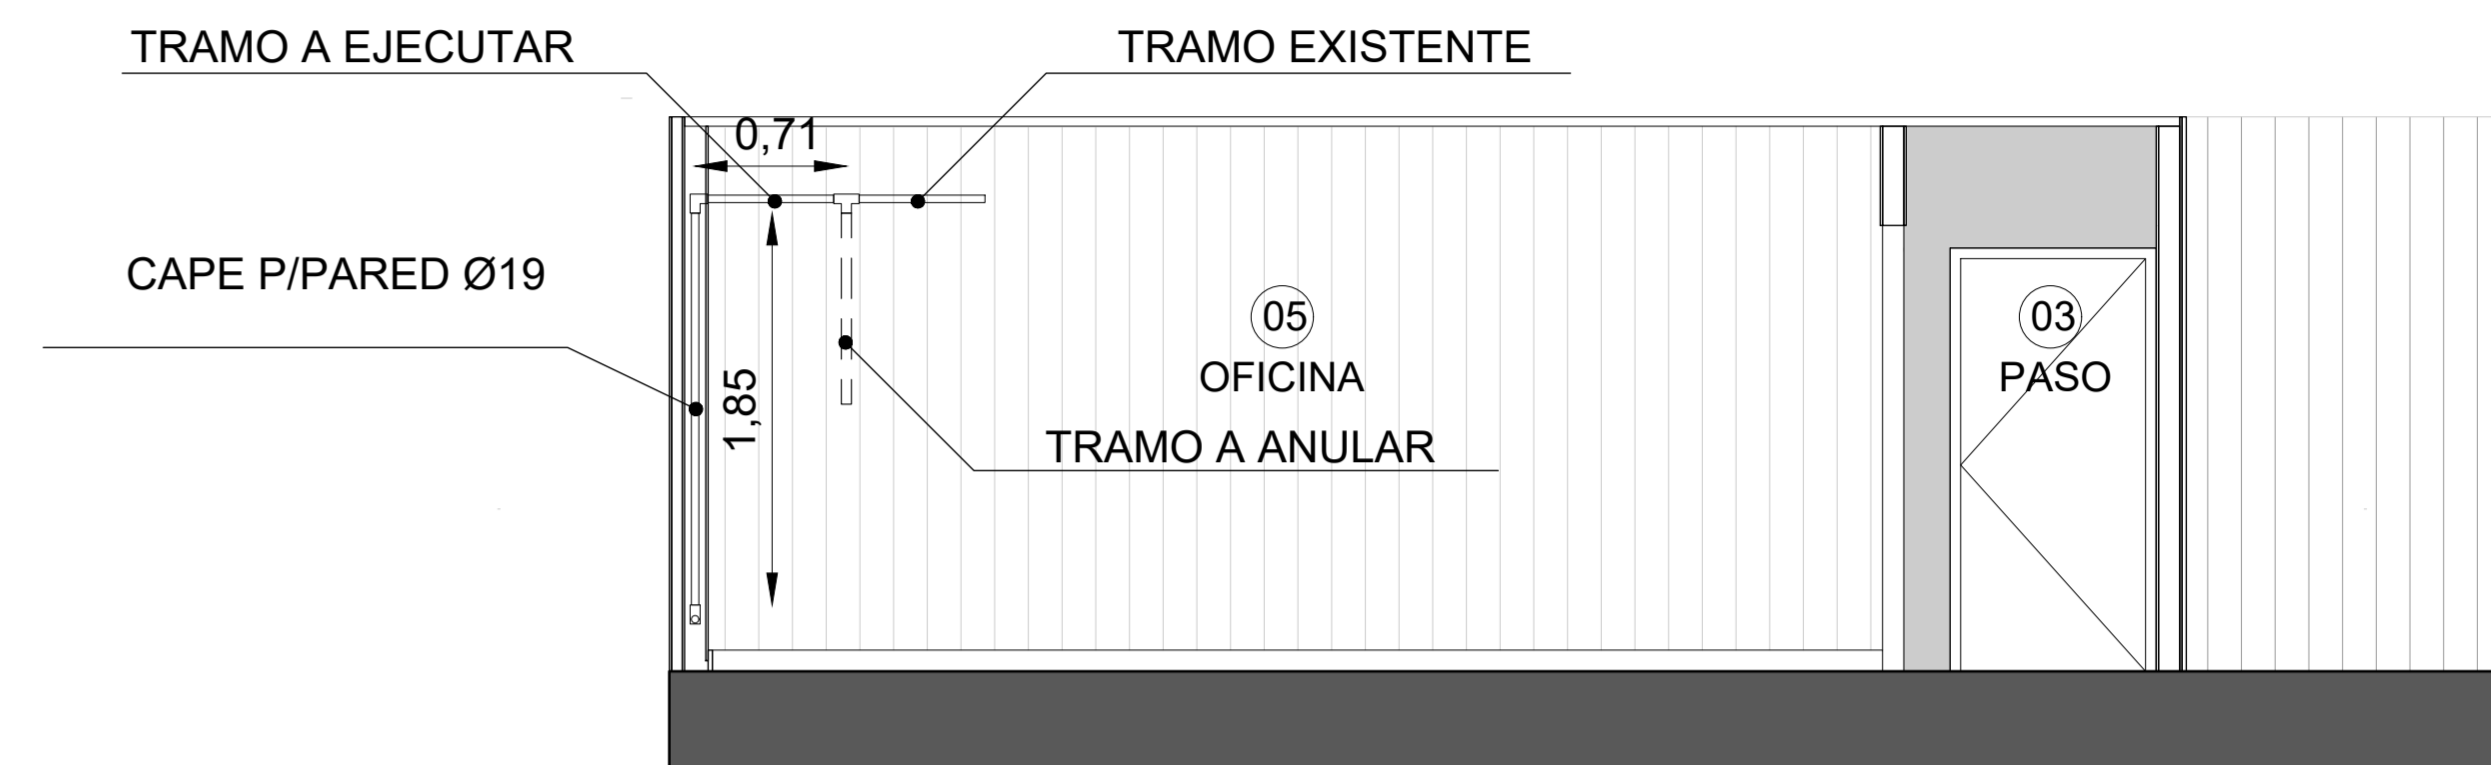 TRAMO A EJECUTAR
TRAMO EXISTENTE
0,71
CAPE P/PARED Ø19
1,85
05
OFICINA
03
PASO
TRAMO A ANULAR